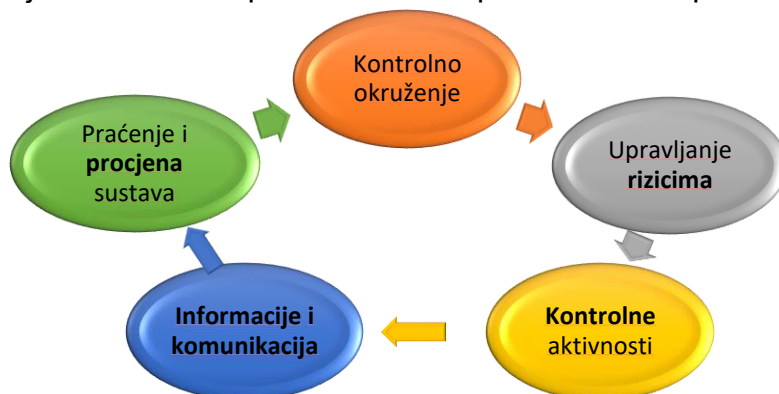 Kontrolno
okruženje
Upravljanje
rizicima
Kontrolne
aktivnosti
Informacije i
komunikacija
Praćenje i
procjena
sustava